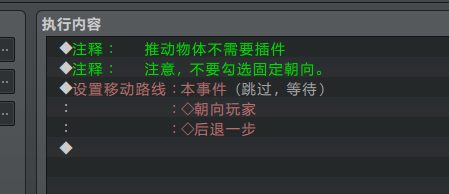 执行内容
◆注释： 推动物体不需要插件
◆注释： 注意，不要勾选固定朝向。
◆设置移动路线：本事件 (跳过，等待)
： ：◇朝向玩家
： ：◇后退一步
◆